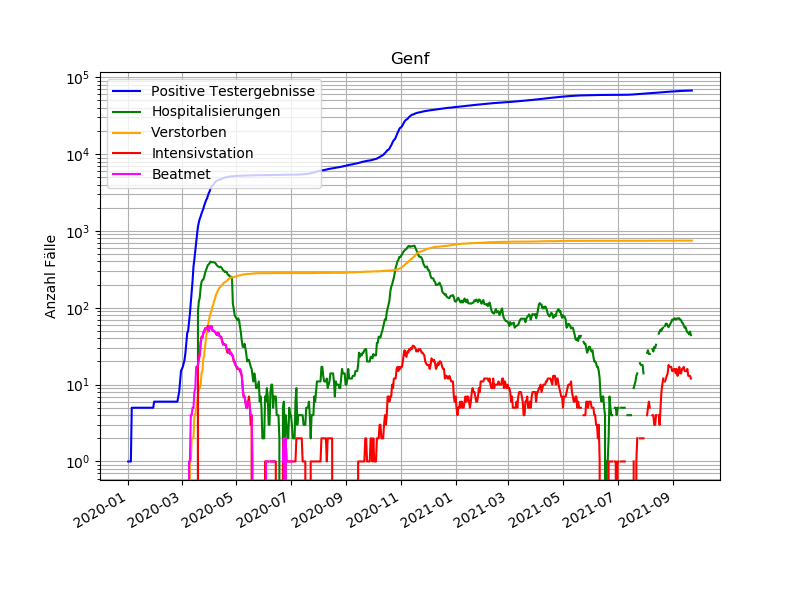 Genf
Anzahl Fälle
10^5
10^4
10^3
10^2
10^1
10^0
Positive Testergebnisse
Hospitalisierungen
Verstorben
Intensivstation
Beatmet
2020-01
2020-03
2020-05
2020-07
2020-09
2020-11
2021-01
2021-03
2021-05
2021-07
2021-09